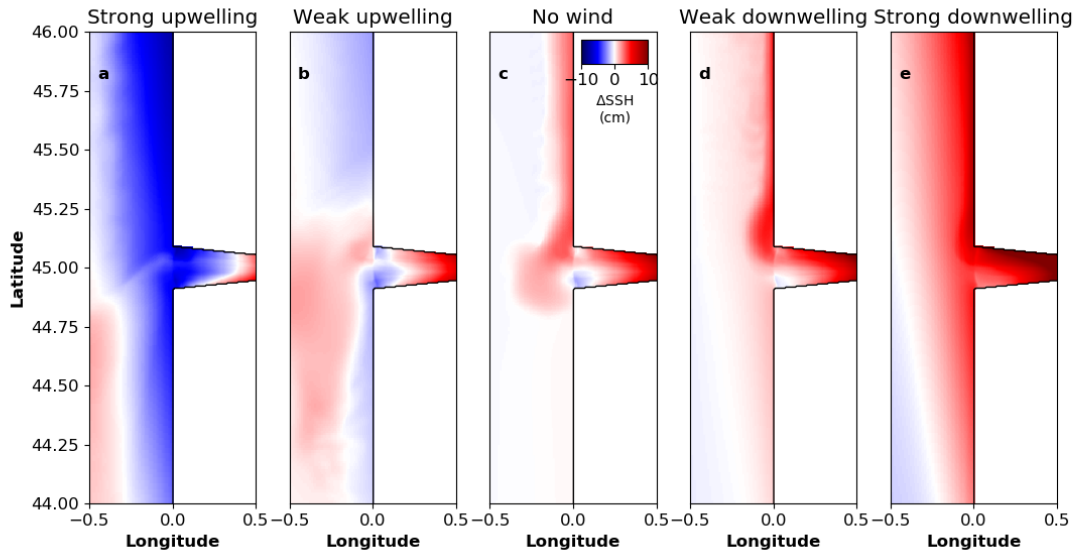 Strong upwelling
Weak upwelling
No wind
Weak downwelling
Strong downwelling
46.00
45.75
45.50
45.25
45.00
44.75
44.50
44.25
44.00
Latitude
a
b
c
d
e
−10 0 10
ΔSSH
(cm)
−0.5 0.0 0.5
−0.5 0.0 0.5
−0.5 0.0 0.5
−0.5 0.0 0.5
−0.5 0.0 0.5
Longitude
Longitude
Longitude
Longitude
Longitude